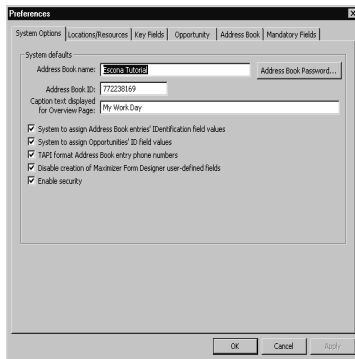 Preferences
System Options Locations/Resources Key Fields Opportunity Address Book Mandatory Fields
System defaults
Address Book name: Escona Tutorial Address Book Password...
Address Book ID: 772238169
Caption text displayed
for Overview Page: My Work Day
System to assign Address Book entries' IDentification field values
System to assign Opportunities' ID field values
TAPI format Address Book entry phone numbers
Disable creation of Maximizer Form Designer user-defined fields
Enable security
OK Cancel Apply